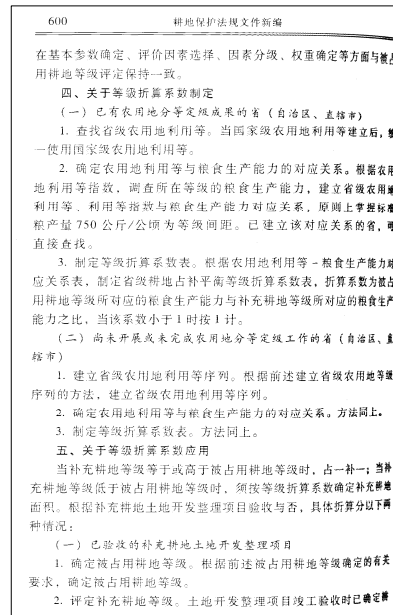 600 耕地保护法规文件新编
在基本参数确定、评价因素选择、因素分级、权重确定等方面与被占
用耕地等级评定保持一致。
四、关于等级折算系数制定
(一) 已有农用地分等定级成果的省(自治区、直辖市)
1. 查找省级农用地利用等。当国家级农用地利用等建立后,统
一使用国家级农用地利用等。
2. 确定农用地利用等与粮食生产能力的对应关系。根据农用
地利用等指数,调查所在等级的粮食生产能力,建立省级农用地
利用等、利用等指数与粮食生产能力对应关系,原则上掌握标准
粮产量 750 公斤/公顷为等级间距。已建立该对应关系的省,可
直接查找。
3. 制定等级折算系数表。根据农用地利用等-粮食生产能力对
应关系表,制定省级耕地占补平衡等级折算系数表,折算系数为被占
用耕地等级所对应的粮食生产能力与补充耕地等级所对应的粮食生产
能力之比,当该系数小于 1 时按 1 计。
(二) 尚未开展或未完成农用地分等定级工作的省(自治区、直
辖市)
1. 建立省级农用地利用等序列。根据前述建立省级农用地等级
序列的方法,建立省级农用地利用等序列。
2. 确定农用地利用等与粮食生产能力的对应关系。方法同上。
3. 制定等级折算系数表。方法同上。
五、关于等级折算系数应用
当补充耕地等级等于或高于被占用耕地等级时,占一补一;当补
充耕地等级低于被占用耕地等级时,须按等级折算系数确定补充耕地
面积。根据补充耕地土地开发整理项目验收与否,具体折算分以下两
种情况:
(一) 已验收的补充耕地土地开发整理项目
1. 确定被占用耕地等级。根据前述被占用耕地等级确定的有关
要求,确定被占用耕地等级。
2. 评定补充耕地等级。土地开发整理项目竣工验收时已确定耕